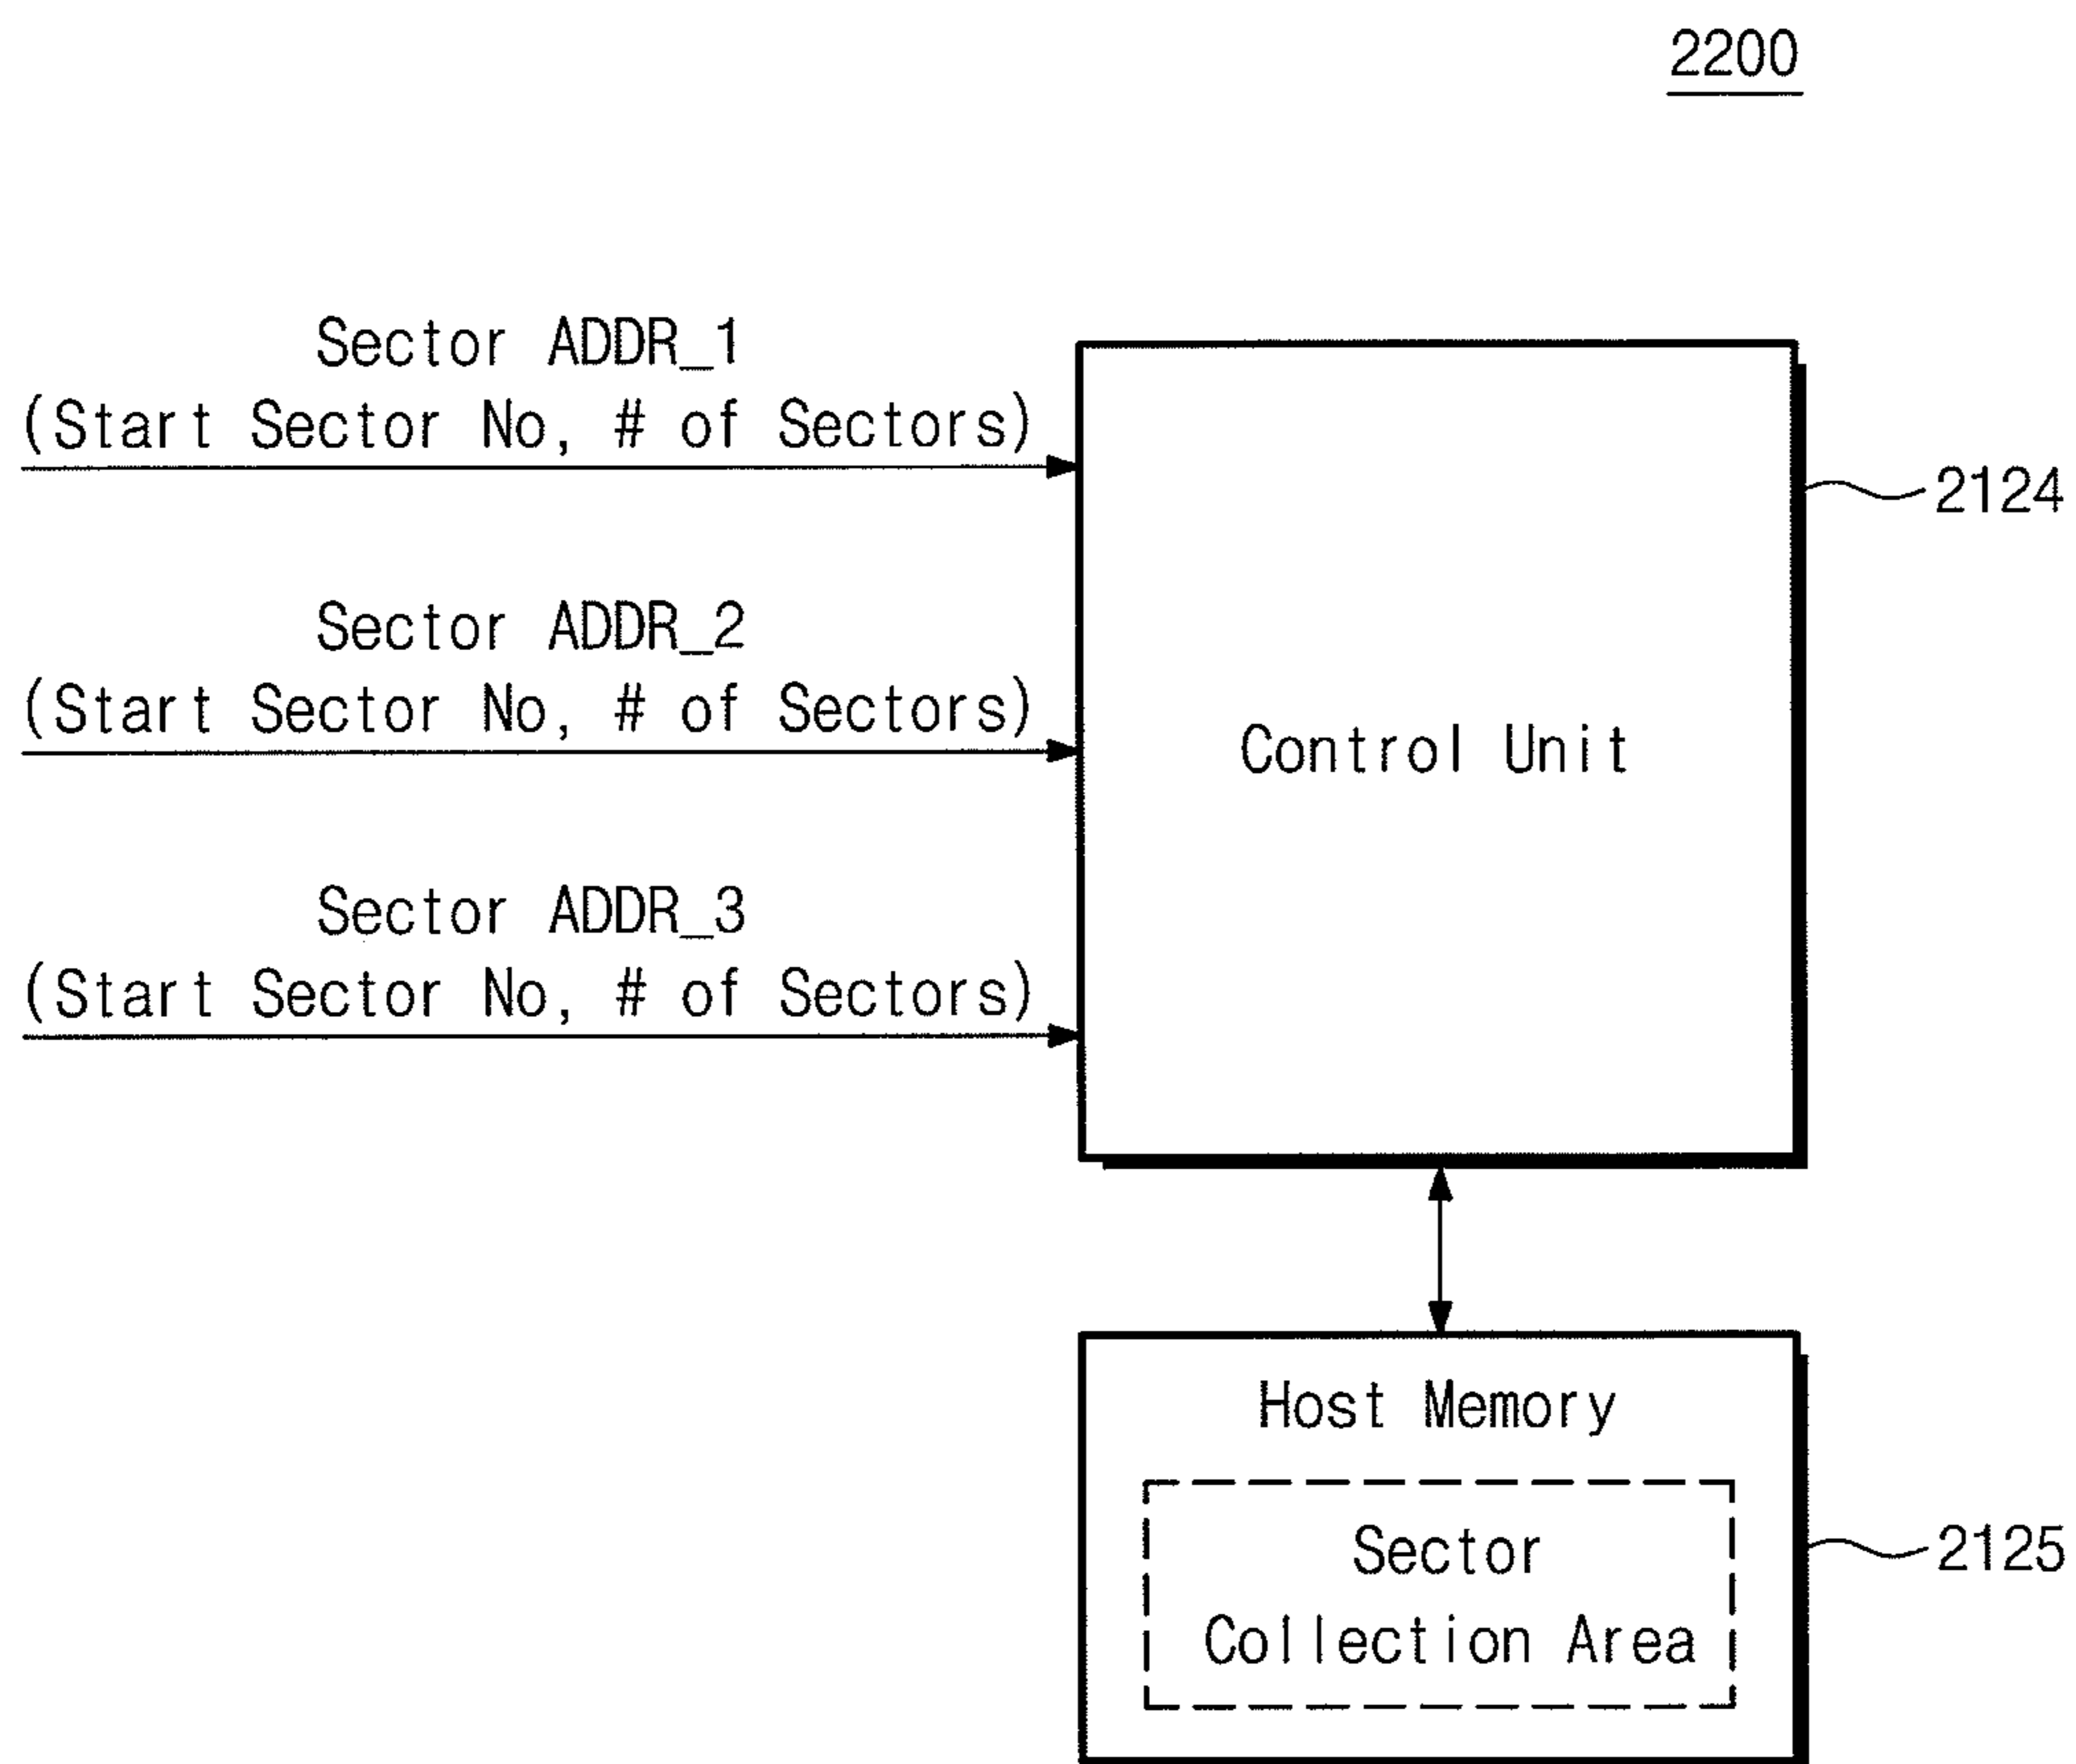 2200
Sector ADDR_1
(Start Sector No, # of Sectors)
2124
Sector ADDR_2
(Start Sector No, # of Sectors)
Control Unit
Sector ADDR_3
(Start Sector No, # of Sectors)
Host Memory
Sector
Collection Area
2125